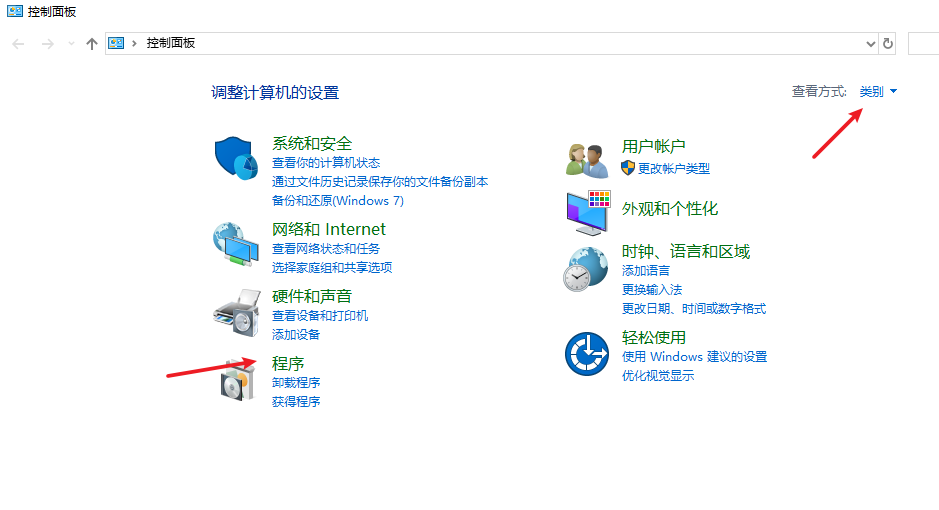 控制面板
控制面板
调整计算机的设置
查看方式: 类别
系统和安全
查看你的计算机状态
通过文件历史记录保存你的文件备份副本
备份和还原(Windows 7)
网络和 Internet
查看网络状态和任务
选择家庭组和共享选项
硬件和声音
查看设备和打印机
添加设备
程序
卸载程序
获得程序
用户帐户
更改帐户类型
外观和个性化
时钟、语言和区域
添加语言
更换输入法
更改日期、时间或数字格式
轻松使用
使用 Windows 建议的设置
优化视觉显示